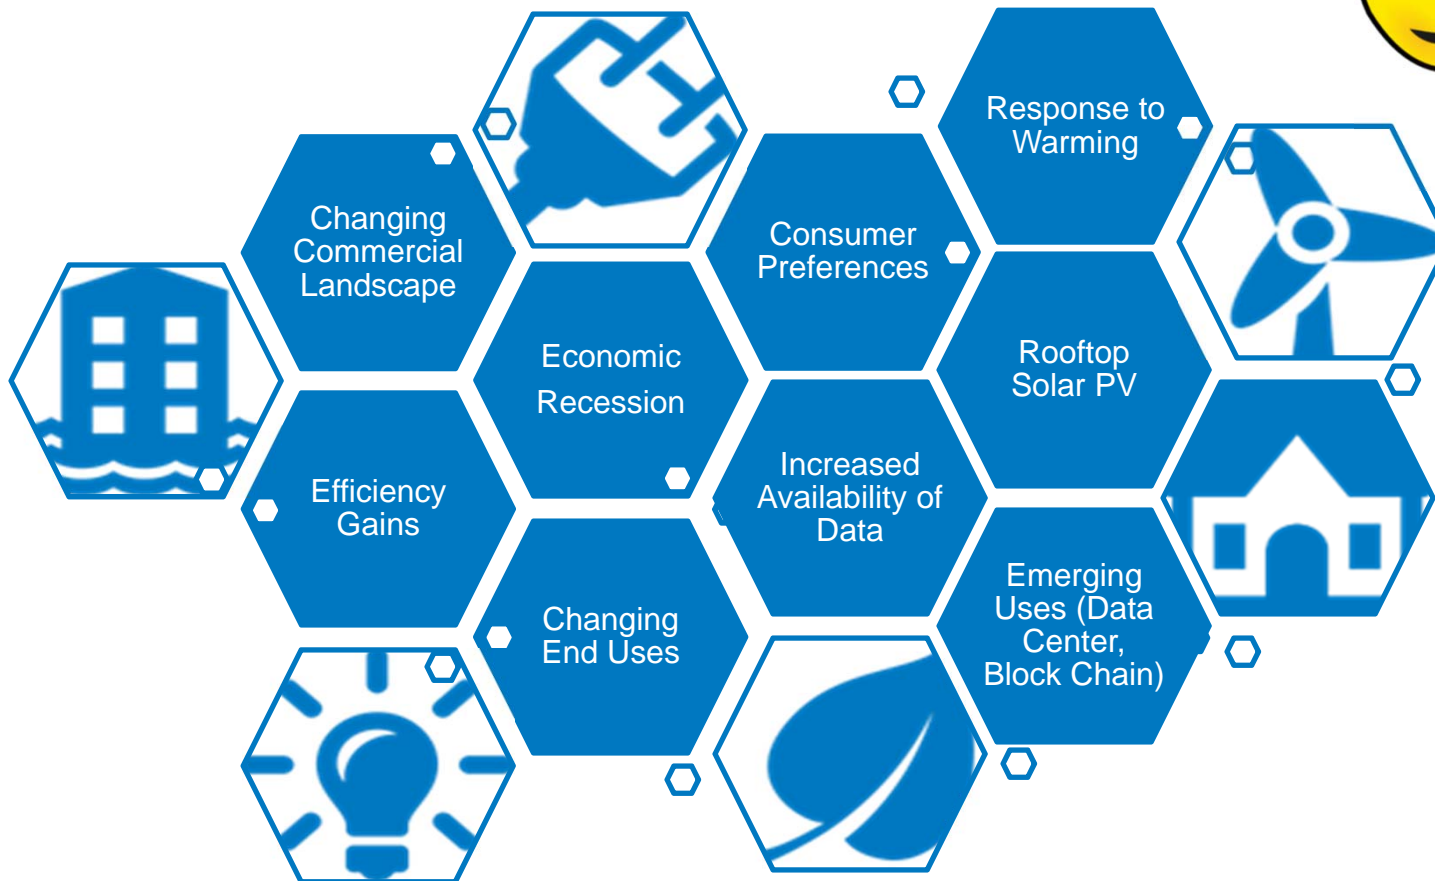 Response to
Warming
Changing
Commercial
Landscape
Consumer
Preferences
Economic
Recession
Rooftop
Solar PV
Efficiency
Gains
Increased
Availability of
Data
Changing
End Uses
Emerging
Uses (Data
Center,
Block Chain)